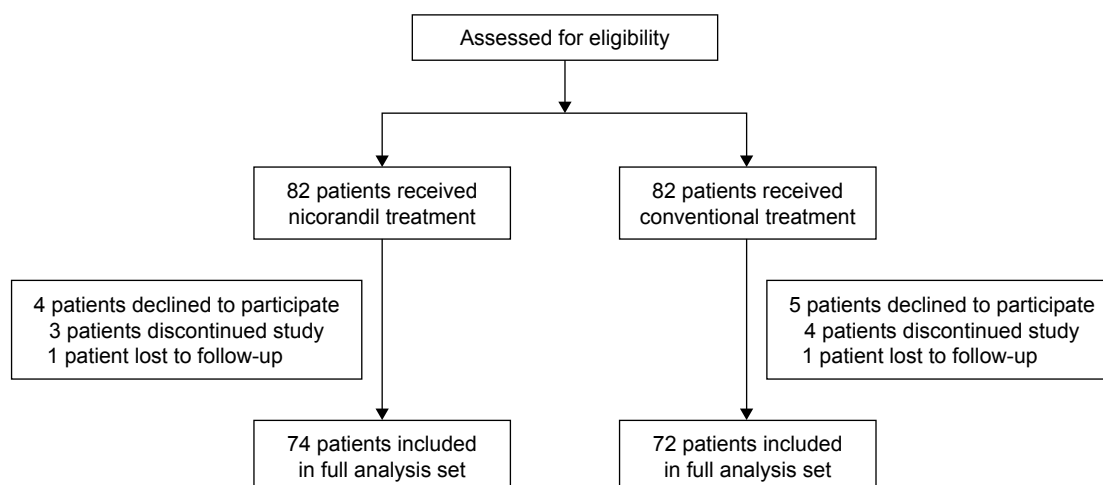 Assessed for eligibility
82 patients received
nicorandil treatment
82 patients received
conventional treatment
4 patients declined to participate
3 patients discontinued study
1 patient lost to follow-up
5 patients declined to participate
4 patients discontinued study
1 patient lost to follow-up
74 patients included
in full analysis set
72 patients included
in full analysis set